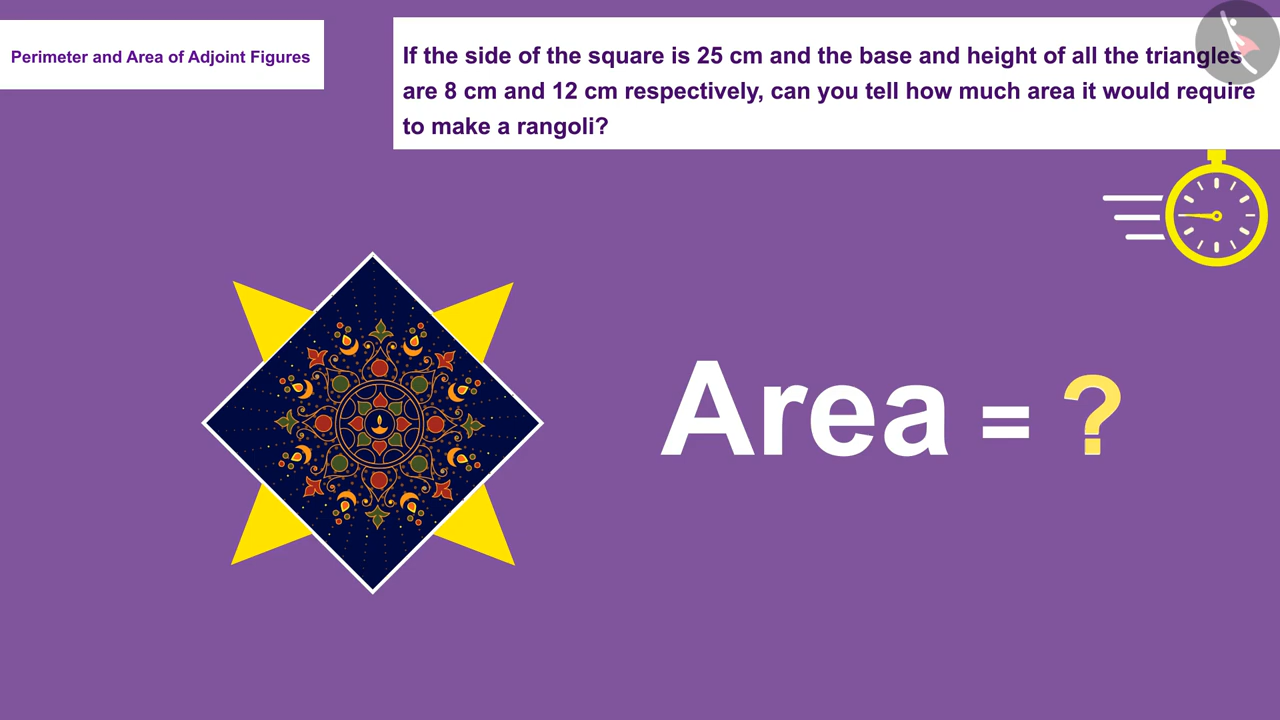 Perimeter and Area of Adjoint Figures
If the side of the square is 25 cm and the base and height of all the triangles
are 8 cm and 12 cm respectively, can you tell how much area it would require
to make a rangoli?
Area = ?